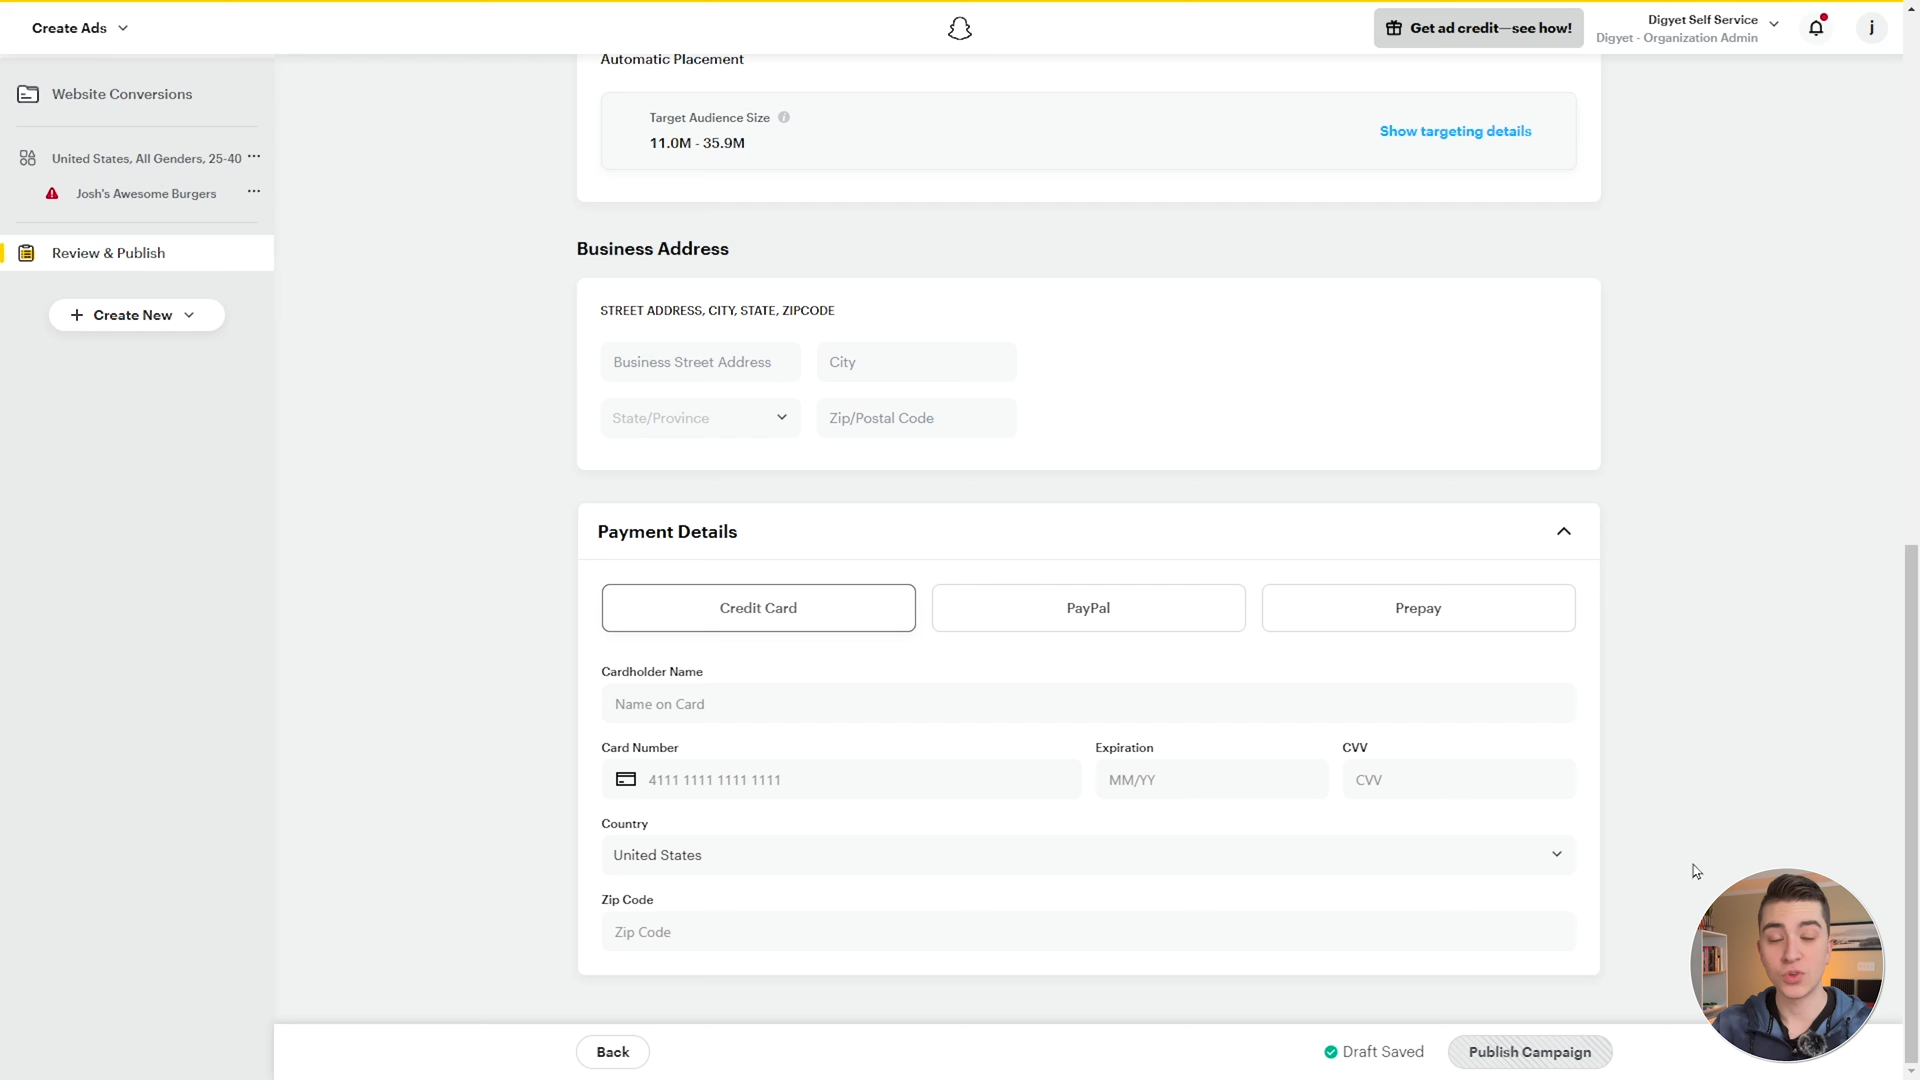 Create Ads
Get ad credit—see how!
Digyet Self Service
Digyet - Organization Admin
j
Website Conversions
United States, All Genders, 25-40 ...
Josh's Awesome Burgers ...
Review & Publish
+ Create New
Automatic Placement
Target Audience Size
11.0M - 35.9M
Show targeting details
Business Address
STREET ADDRESS, CITY, STATE, ZIPCODE
Business Street Address
City
State/Province
Zip/Postal Code
Payment Details
Credit Card
PayPal
Prepay
Cardholder Name
Name on Card
Card Number
Expiration
CVV
4111 1111 1111 1111
MM/YY
CVV
Country
United States
Zip Code
Zip Code
Back
Draft Saved
Publish Campaign